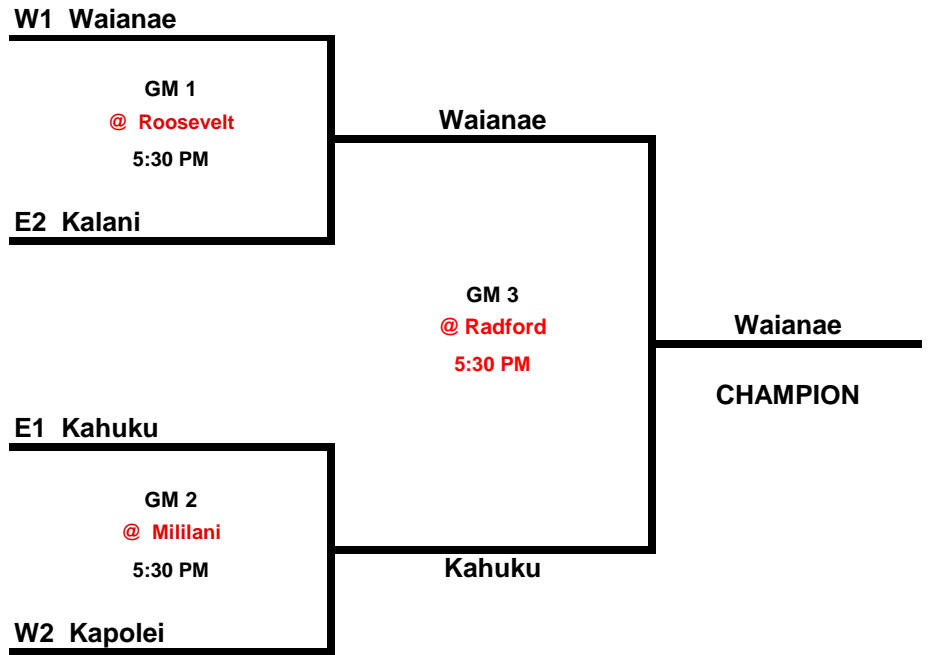 W1 Waianae
GM 1
@ Roosevelt
5:30 PM
Waianae
E2 Kalani
GM 3
@ Radford
5:30 PM
Waianae
CHAMPION
E1 Kahuku
GM 2
@ Mililani
5:30 PM
Kahuku
W2 Kapolei